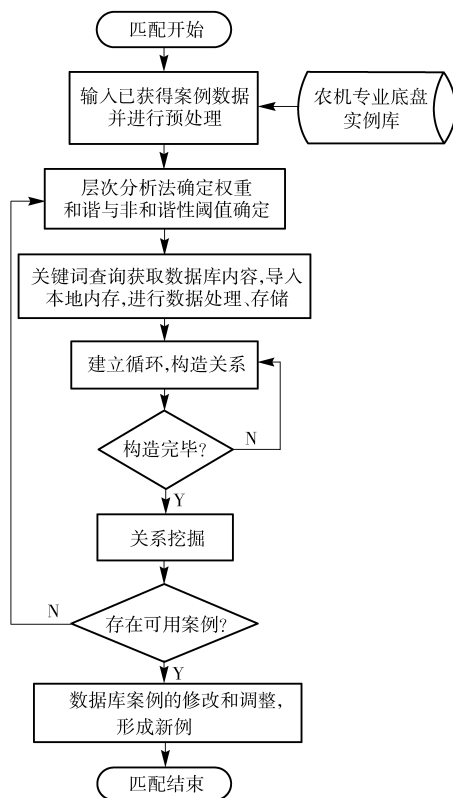 匹配开始
输入已获得案例数据
并进行预处理
农机专业底盘
实例库
层次分析法确定权重
和谐与非和谐性阈值确定
关键词查询获取数据库内容,导入
本地内存,进行数据处理、存储
建立循环,构造关系
构造完毕?
N
Y
关系挖掘
存在可用案例?
N
Y
数据库案例的修改和调整,
形成新例
匹配结束